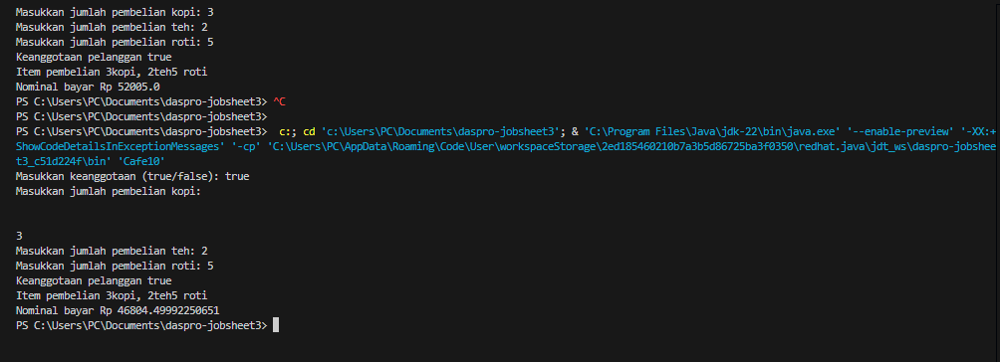 Masukkan jumlah pembelian kopi: 3
Masukkan jumlah pembelian teh: 2
Masukkan jumlah pembelian roti: 5
Keanggotaan pelanggan true
Item pembelian 3kopi, 2teh5 roti
Nominal bayar Rp 52005.0
PS C:\Users\PC\Documents\daspro-jobsheet3> ^C
PS C:\Users\PC\Documents\daspro-jobsheet3>
PS C:\Users\PC\Documents\daspro-jobsheet3>  c:; cd 'c:\Users\PC\Documents\daspro-jobsheet3'; & 'C:\Program Files\Java\jdk-22\bin\java.exe' '--enable-preview' '-XX:+
ShowCodeDetailsInExceptionMessages' '-cp' 'C:\Users\PC\AppData\Roaming\Code\User\workspaceStorage\2ed185460210b7a3b5d86725ba3f0350\redhat.java\jdt_ws\daspro-jobshee
t3_c51d224f\bin' 'Cafe10'
Masukan keanggotaan (true/false): true
Masukkan jumlah pembelian kopi:
3
Masukkan jumlah pembelian teh: 2
Masukkan jumlah pembelian roti: 5
Keanggotaan pelanggan true
Item pembelian 3kopi, 2teh5 roti
Nominal bayar Rp 46804.49992250651
PS C:\Users\PC\Documents\daspro-jobsheet3>